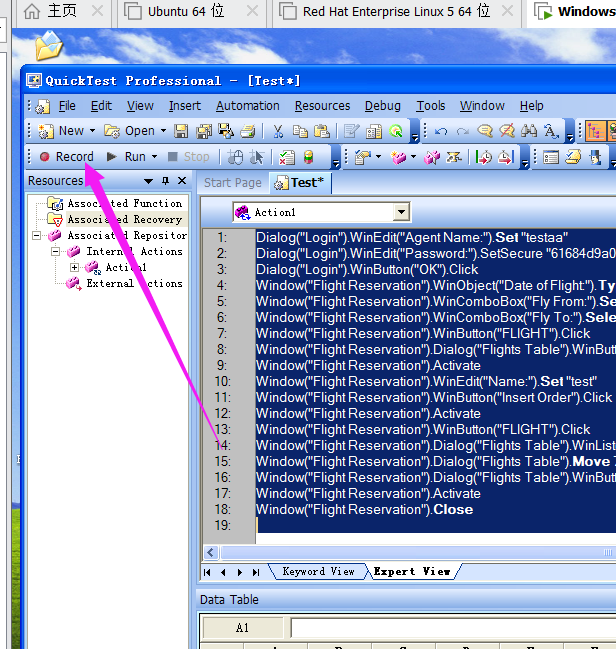 主页 Ubuntu 64 位 Red Hat Enterprise Linux 5 64 位 Windows
QuickTest Professional - [Test*]
File Edit View Insert Automation Resources Debug Tools Window Help
New Open
Record Run Stop
Resources
Start Page Test*
Associated Function
Associated Recovery
Associated Repositor
Internal Actions
Action1
External Actions
Action1
1: Dialog("Login").WinEdit("Agent Name:").Set "testaa"
2: Dialog("Login").WinEdit("Password:").SetSecure "61684d9a0
3: Dialog("Login").WinButton("OK").Click
4: Window("Flight Reservation").WinObject("Date of Flight:").Ty
5: Window("Flight Reservation").WinComboBox("Fly From:").Se
6: Window("Flight Reservation").WinComboBox("Fly To:").Sele
7: Window("Flight Reservation").WinButton("FLIGHT").Click
8: Window("Flight Reservation").Dialog("Flights Table").WinButt
9: Window("Flight Reservation").Activate
10: Window("Flight Reservation").WinEdit("Name:").Set "test"
11: Window("Flight Reservation").WinButton("Insert Order").Click
12: Window("Flight Reservation").Activate
13: Window("Flight Reservation").WinButton("FLIGHT").Click
14: Window("Flight Reservation").Dialog("Flights Table").WinList
15: Window("Flight Reservation").Dialog("Flights Table").Move
16: Window("Flight Reservation").Dialog("Flights Table").WinButt
17: Window("Flight Reservation").Activate
18: Window("Flight Reservation").Close
19:
Keyword View Expert View
Data Table
A1